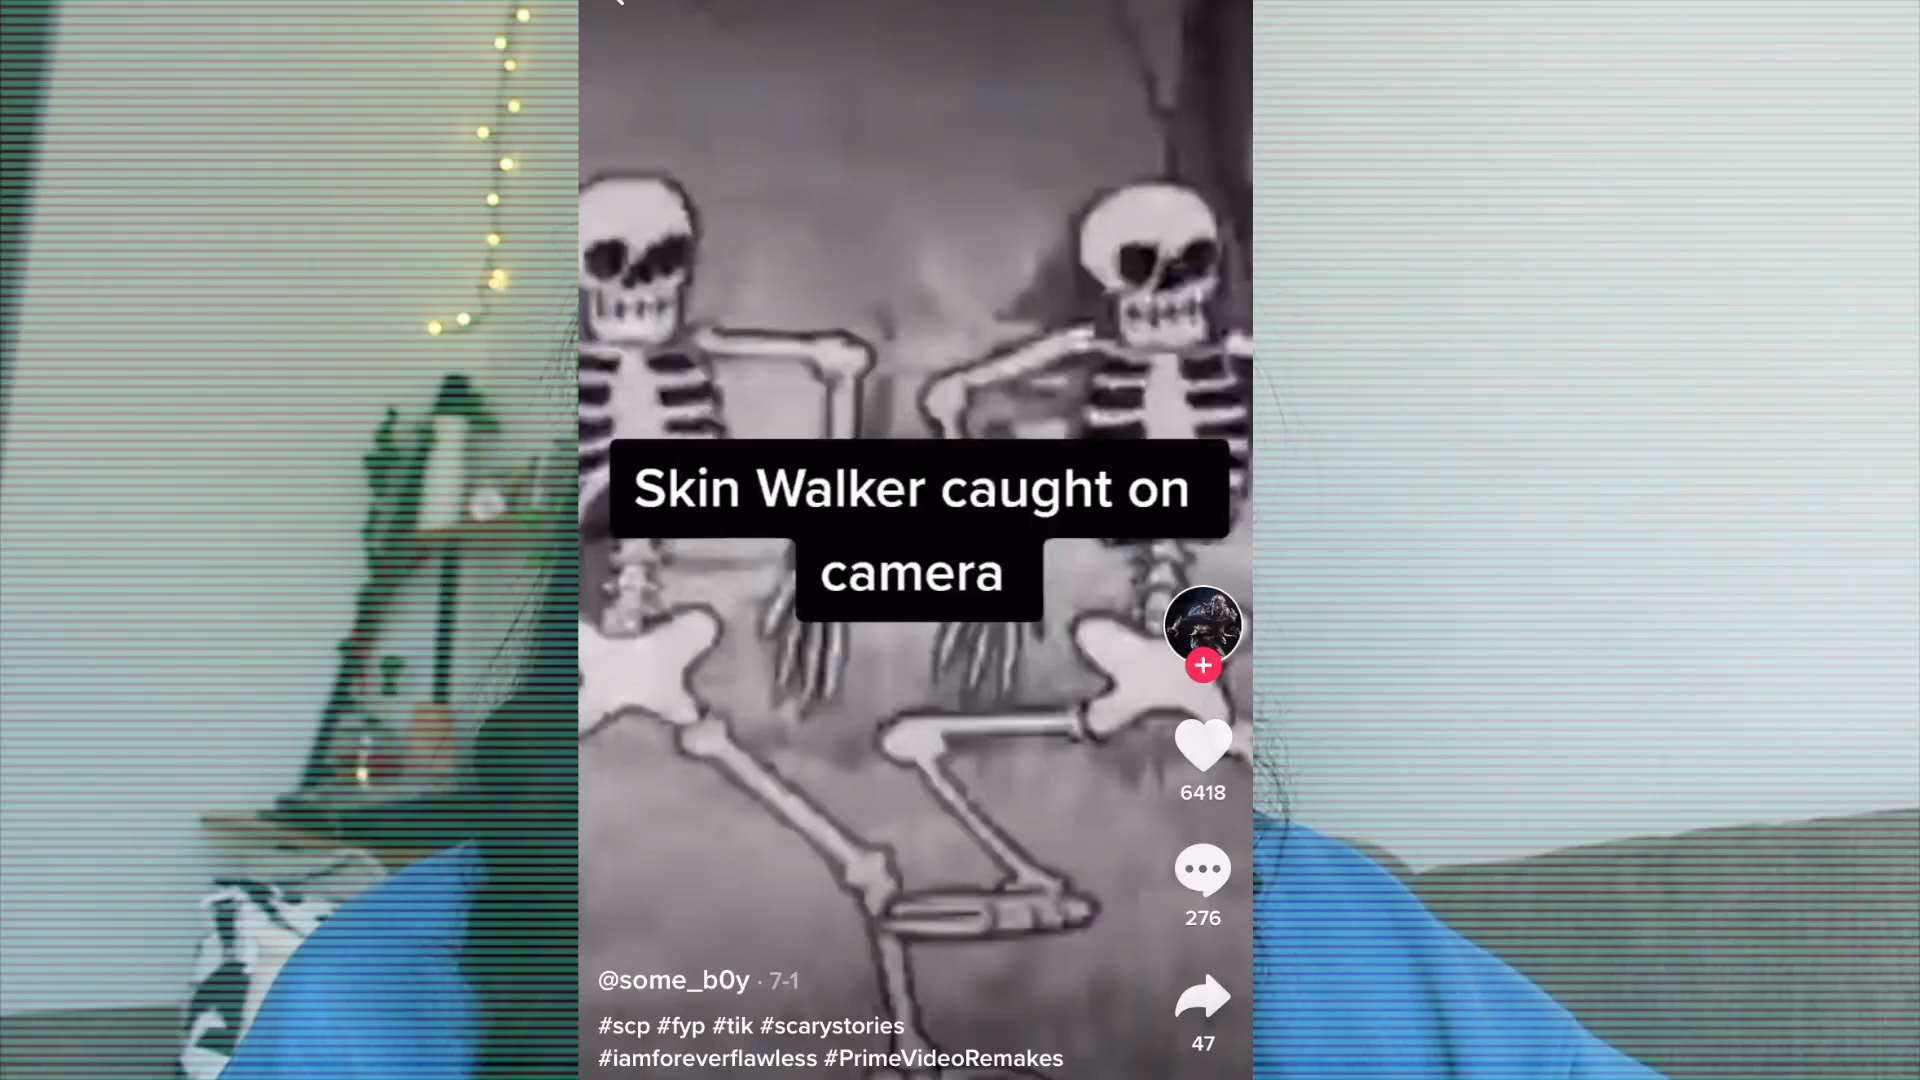 Skin Walker caught on
camera
6418
276
@some_b0y · 7-1
#scp #fyp #tik #scarystories
47
#iamforeverflawless #PrimeVideoRemakes